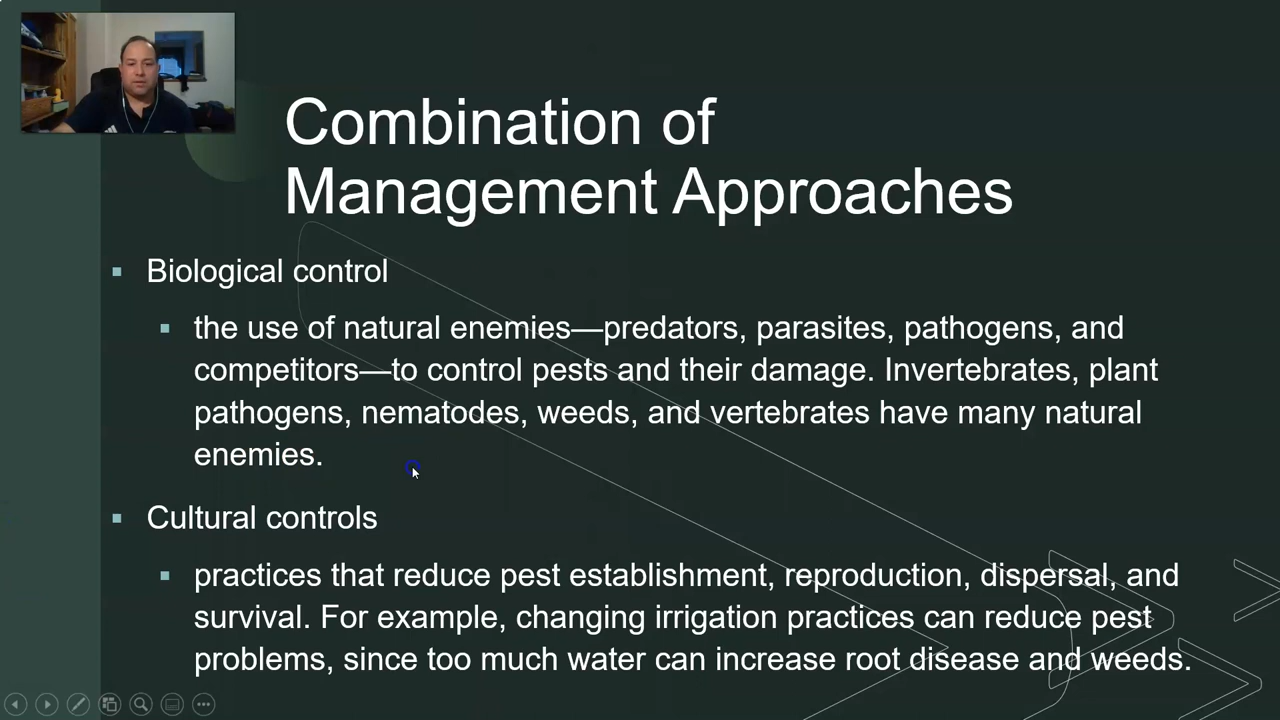 Combination of
Management Approaches
Biological control
the use of natural enemies—predators, parasites, pathogens, and
competitors—to control pests and their damage. Invertebrates, plant
pathogens, nematodes, weeds, and vertebrates have many natural
enemies.
Cultural controls
practices that reduce pest establishment, reproduction, dispersal, and
survival. For example, changing irrigation practices can reduce pest
problems, since too much water can increase root disease and weeds.